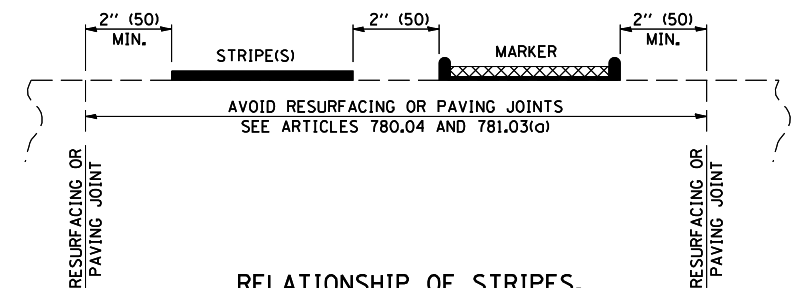 2" (50)
MIN.
2" (50)
2" (50)
MIN.
STRIPE(S)
MARKER
AVOID RESURFACING OR PAVING JOINTS
SEE ARTICLES 780.04 AND 781.03(a)
RESURFACING OR
PAVING JOINT
RESURFACING OR
PAVING JOINT
RELATIONSHIP OF STRIPES,